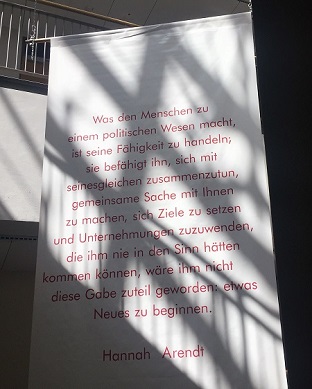 Was den Menschen zu
einem politischen Wesen macht,
ist seine Fähigkeit zu handeln;
sie befähigt ihn, sich mit
seinesgleichen zusammenzutun,
gemeinsame Sache mit Ihnen
zu machen, sich Ziele zu setzen
und Unternehmungen zuzuwenden,
die ihm nie in den Sinn hätten
kommen können, wäre ihm nicht
diese Gabe zuteil geworden: etwas
Neues zu beginnen.
Hannah Arendt